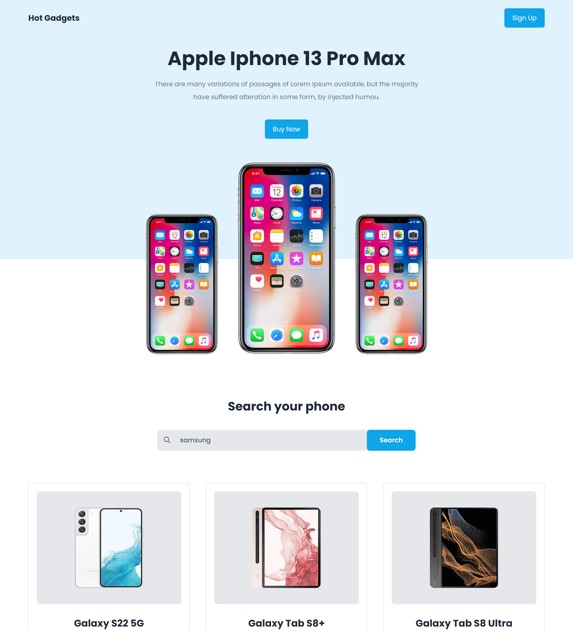 Hot Gadgets
Sign Up
Apple Iphone 13 Pro Max
There are many variations of passages of Lorem Ipsum available, but the majority
have suffered alteration in some form, by injected humou.
Buy Now
Search your phone
samsung
Search
Galaxy S22 5G
Galaxy Tab S8+
Galaxy Tab S8 Ultra